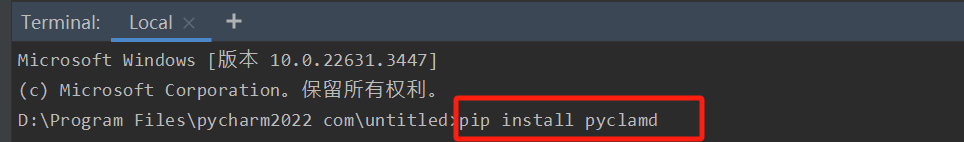 Terminal: Local × +
Microsoft Windows [版本 10.0.22631.3447]
(c) Microsoft Corporation。保留所有权利。
D:\Program Files\pycharm2022 com\untitled>pip install pyclamd